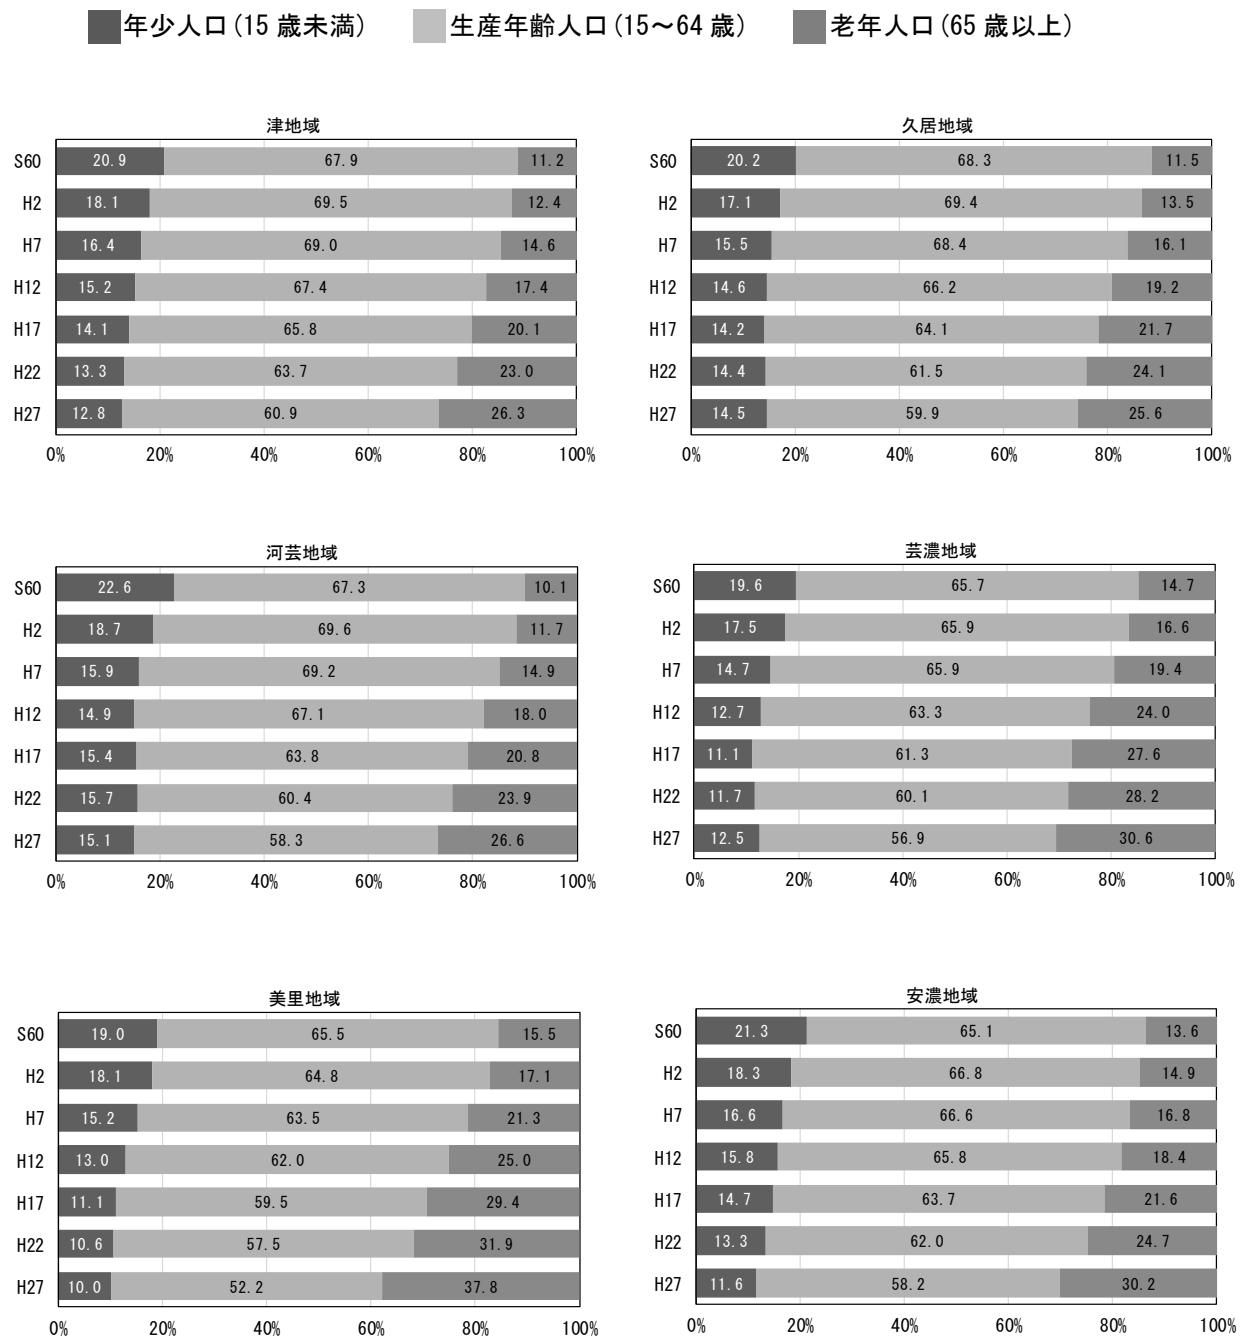 年少人口(15 歳未満) 生産年齢人口(15～64 歳) 老年人口(65 歳以上)
津地域
S60 20.9 67.9 11.2
H2 18.1 69.5 12.4
H7 16.4 69.0 14.6
H12 15.2 67.4 17.4
H17 14.1 65.8 20.1
H22 13.3 63.7 23.0
H27 12.8 60.9 26.3
0% 20% 40% 60% 80% 100%
久居地域
S60 20.2 68.3 11.5
H2 17.1 69.4 13.5
H7 15.5 68.4 16.1
H12 14.6 66.2 19.2
H17 14.2 64.1 21.7
H22 14.4 61.5 24.1
H27 14.5 59.9 25.6
0% 20% 40% 60% 80% 100%
河芸地域
S60 22.6 67.3 10.1
H2 18.7 69.6 11.7
H7 15.9 69.2 14.9
H12 14.9 67.1 18.0
H17 15.4 63.8 20.8
H22 15.7 60.4 23.9
H27 15.1 58.3 26.6
0% 20% 40% 60% 80% 100%
芸濃地域
S60 19.6 65.7 14.7
H2 17.5 65.9 16.6
H7 14.7 65.9 19.4
H12 12.7 63.3 24.0
H17 11.1 61.3 27.6
H22 11.7 60.1 28.2
H27 12.5 56.9 30.6
0% 20% 40% 60% 80% 100%
美里地域
S60 19.0 65.5 15.5
H2 18.1 64.8 17.1
H7 15.2 63.5 21.3
H12 13.0 62.0 25.0
H17 11.1 59.5 29.4
H22 10.6 57.5 31.9
H27 10.0 52.2 37.8
0% 20% 40% 60% 80% 100%
安濃地域
S60 21.3 65.1 13.6
H2 18.3 66.8 14.9
H7 16.6 66.6 16.8
H12 15.8 65.8 18.4
H17 14.7 63.7 21.6
H22 13.3 62.0 24.7
H27 11.6 58.2 30.2
0% 20% 40% 60% 80% 100%